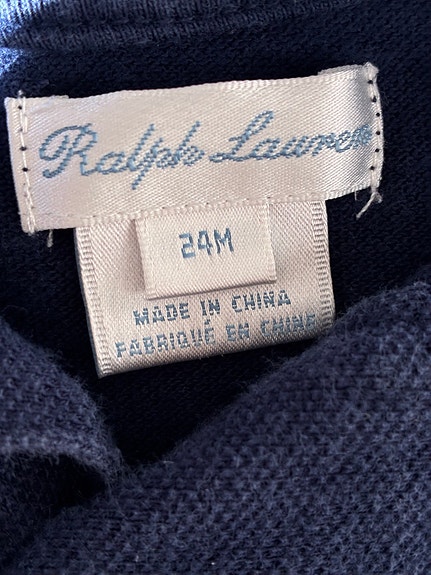 Ralph Lauren
24M
MADE IN CHINA
FABRIQUÉ EN CHINE